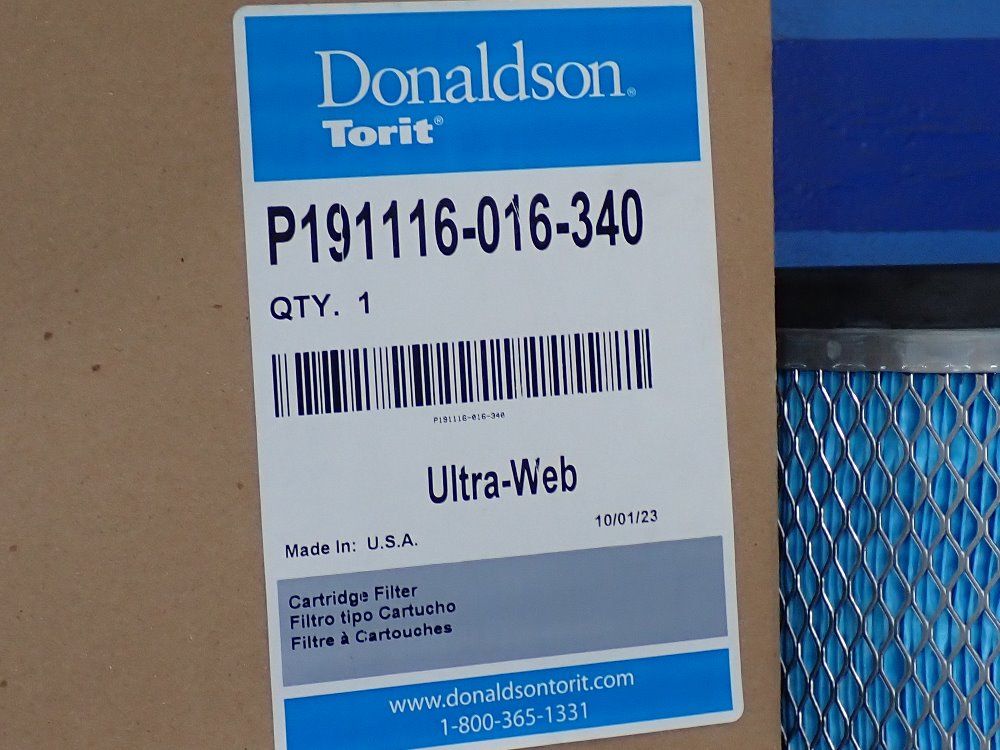 Donaldson®
Torit®
P191116-016-340
QTY. 1
P191116-016-340
Ultra-Web
10/01/23
Made In: U.S.A.
Cartridge Filter
Filtro tipo Cartucho
Filtre à Cartouches
www.donaldsontorit.com
1-800-365-1331